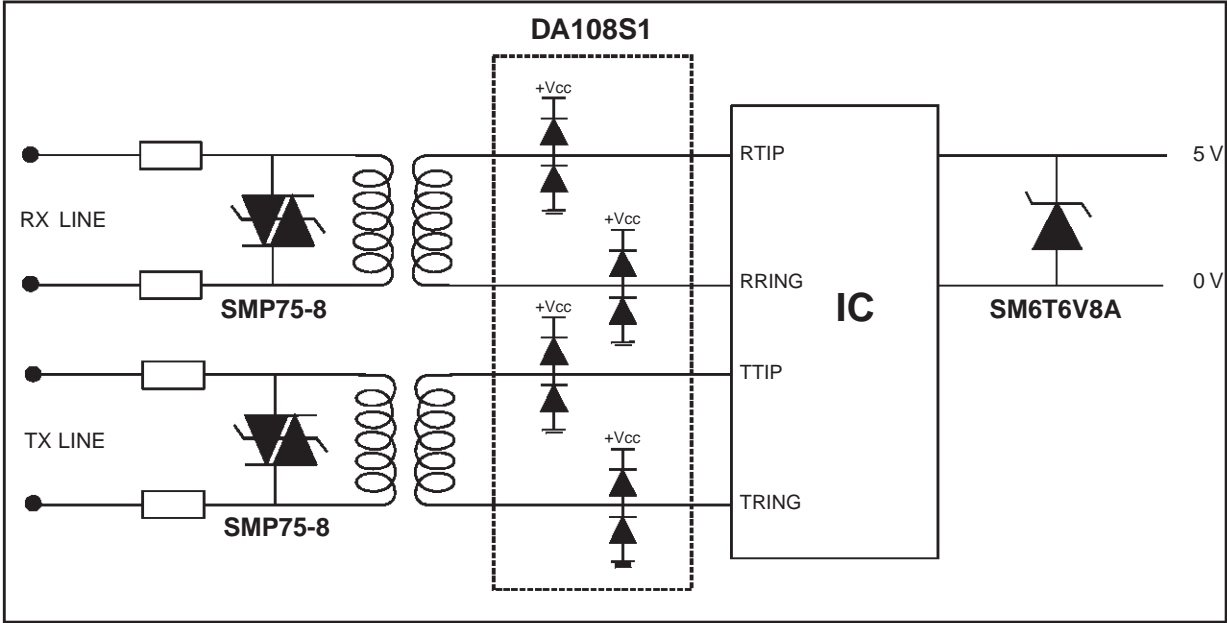 DA108S1
+Vcc
RTIP
5 V
RX LINE
+Vcc
RRING
0 V
SMP75-8
IC
SM6T6V8A
+Vcc
TTIP
TX LINE
+Vcc
TRING
SMP75-8